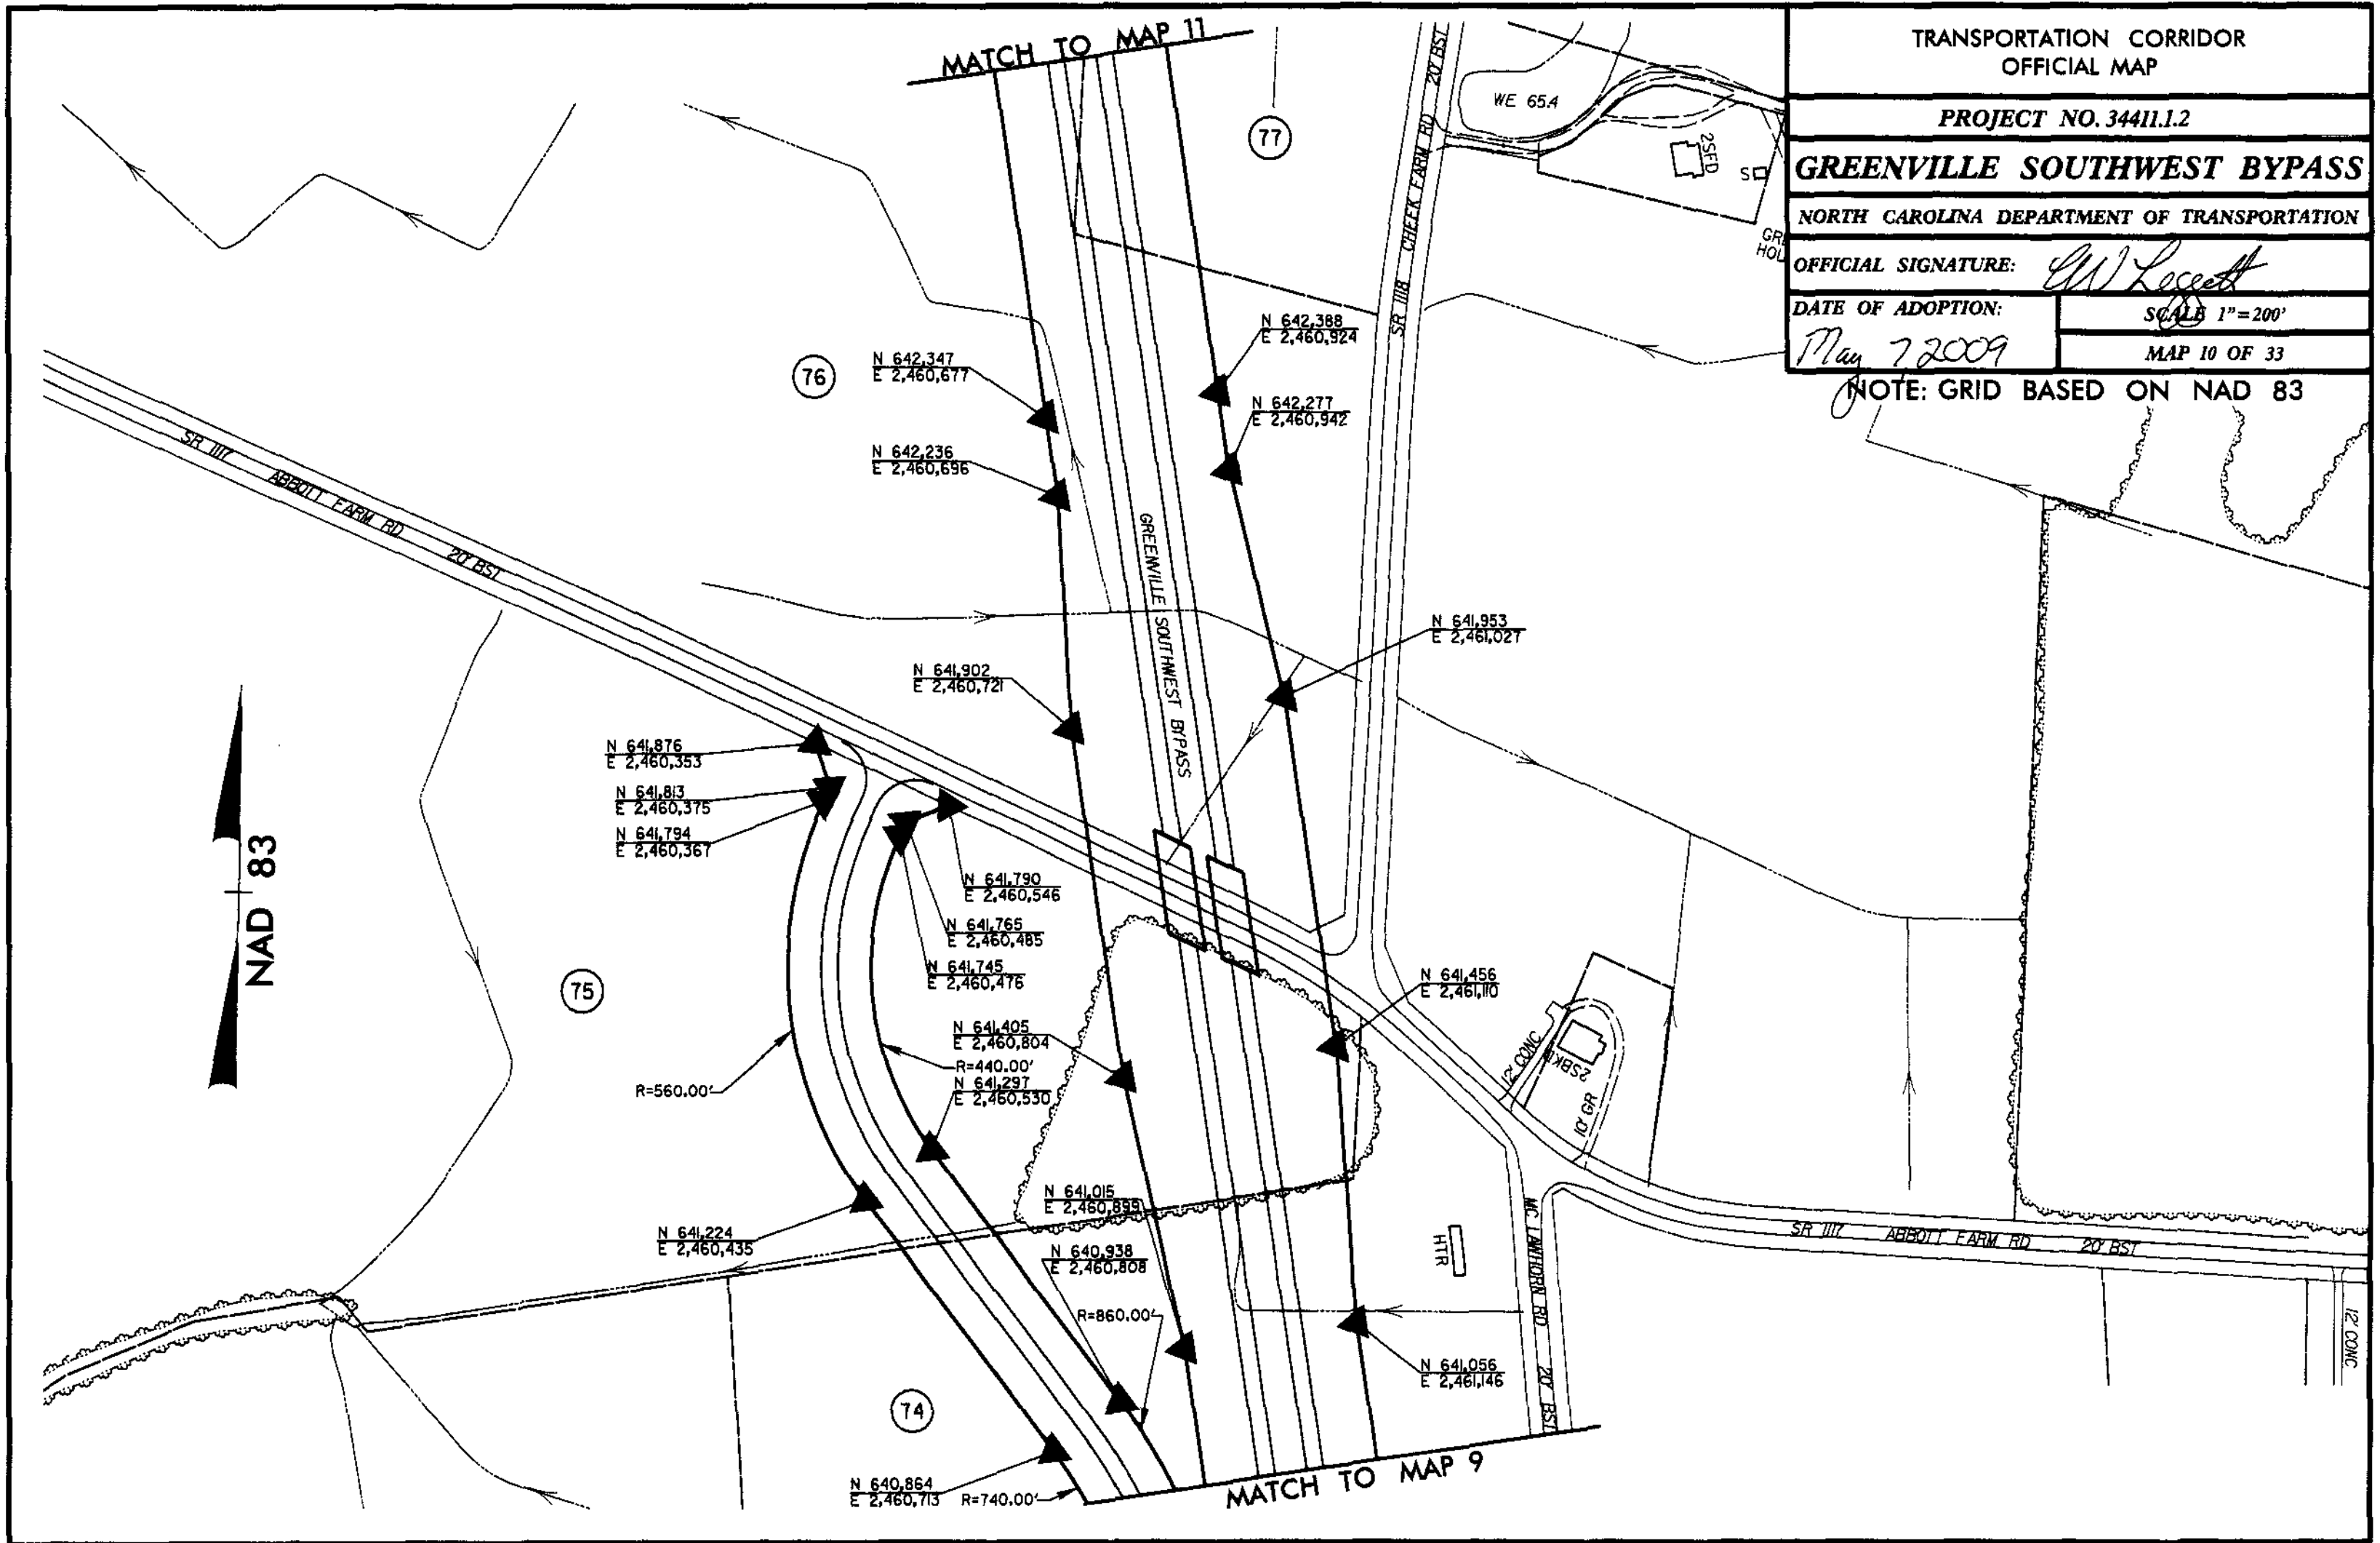 TRANSPORTATION CORRIDOR
OFFICIAL MAP
PROJECT NO. 34411.1.2
GREENVILLE SOUTHWEST BYPASS
NORTH CAROLINA DEPARTMENT OF TRANSPORTATION
OFFICIAL SIGNATURE:
DATE OF ADOPTION:
May 7, 2009
SCALE 1"=200'
MAP 10 OF 33
NOTE: GRID BASED ON NAD 83
MATCH TO MAP 11
77
WE 65.4
2SFD
S
SR 1118 CHEEK FARM RD 20' BST
76
N 642,347
E 2,460,677
N 642,388
E 2,460,924
N 642,236
E 2,460,696
N 642,277
E 2,460,942
SR 1117 ABBOTT FARM RD 20' BST
GREENVILLE SOUTHWEST BYPASS
N 641,953
E 2,461,027
N 641,902
E 2,460,721
N 641,876
E 2,460,353
N 641,813
E 2,460,375
N 641,794
E 2,460,367
N 641,790
E 2,460,546
N 641,765
E 2,460,485
N 641,745
E 2,460,476
NAD 83
75
N 641,456
E 2,461,110
N 641,405
E 2,460,804
R=440.00'
R=560.00'
N 641,297
E 2,460,530
12' CONC
2SBKD
10' GR
N 641,015
E 2,460,899
N 641,224
E 2,460,435
N 640,938
E 2,460,808
HTR
MC LAWHORN RD 20' BST
SR 1117 ABBOTT FARM RD 20' BST
12' CONC
R=860.00'
N 641,056
E 2,461,146
74
N 640,864
E 2,460,713
R=740.00'
MATCH TO MAP 9